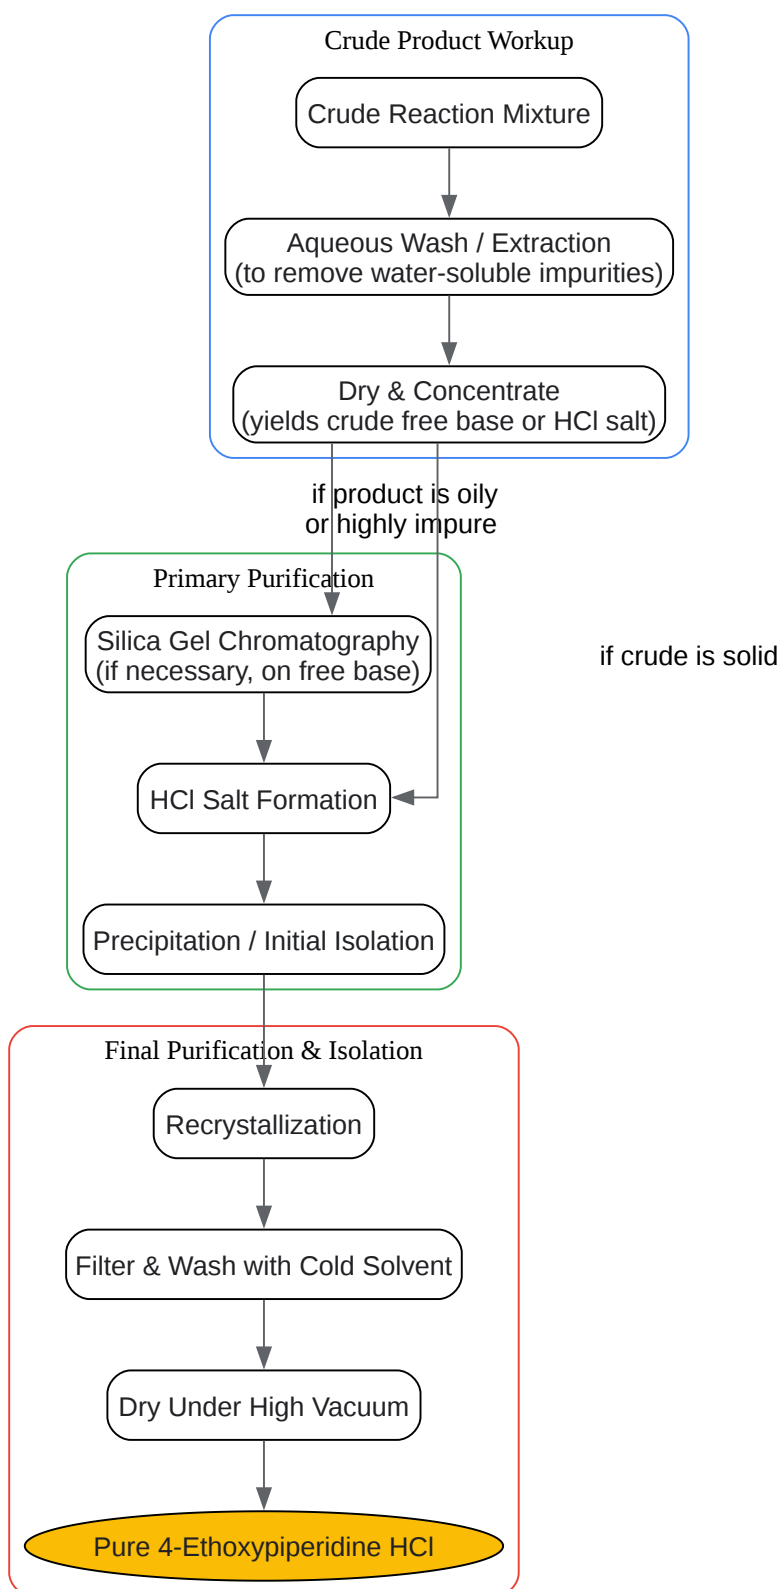 Crude Product Workup
Crude Reaction Mixture
Aqueous Wash / Extraction
(to remove water-soluble impurities)
Dry & Concentrate
(yields crude free base or HCl salt)
if product is oily
or highly impure
Primary Purification
Silica Gel Chromatography
(if necessary, on free base)
if crude is solid
HCl Salt Formation
Precipitation / Initial Isolation
Final Purification & Isolation
Recrystallization
Filter & Wash with Cold Solvent
Dry Under High Vacuum
Pure 4-Ethoxypiperidine HCl